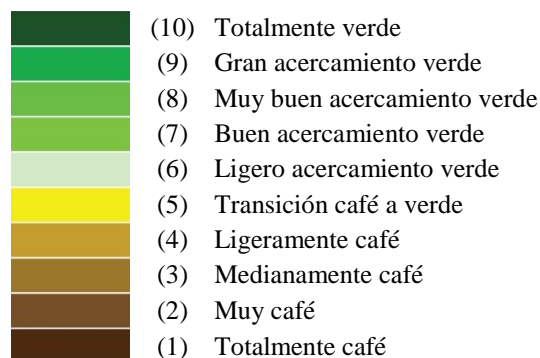 (10) Totalmente verde
(9) Gran acercamiento verde
(8) Muy buen acercamiento verde
(7) Buen acercamiento verde
(6) Ligero acercamiento verde
(5) Transición café a verde
(4) Ligeramente café
(3) Medianamente café
(2) Muy café
(1) Totalmente café